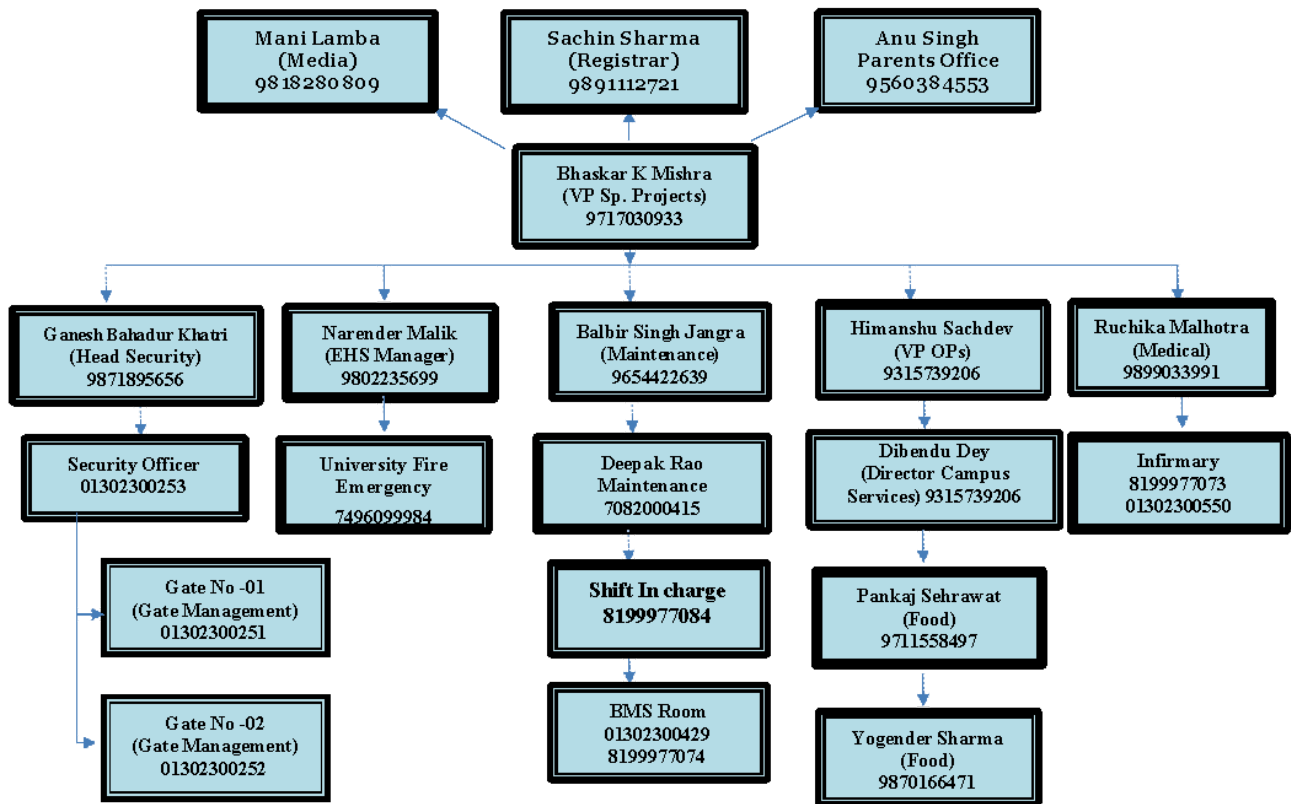 Mani Lamba
(Media)
9818280809
Sachin Sharma
(Registrar)
9891112721
Anu Singh
Parents Office
9560384553
Bhaskar K Mishra
(VP Sp. Projects)
9717030933
Ganesh Bahadur Khatri
(Head Security)
9871895656
Narender Malik
(EHS Manager)
9802235699
Balbir Singh Jangra
(Maintenance)
9654422639
Himanshu Sachdev
(VP OPs)
9315739206
Ruchika Malhotra
(Medical)
9899033991
Security Officer
01302300253
University Fire
Emergency
7496099984
Deepak Rao
Maintenance
7082000415
Dibendu Dey
(Director Campus
Services) 9315739206
Infirmary
8199977073
01302300550
Gate No -01
(Gate Management)
01302300251
Shift In charge
8199977084
Pankaj Sehrawat
(Food)
9711558497
Gate No -02
(Gate Management)
01302300252
BMS Room
01302300429
8199977074
Yogender Sharma
(Food)
9870166471